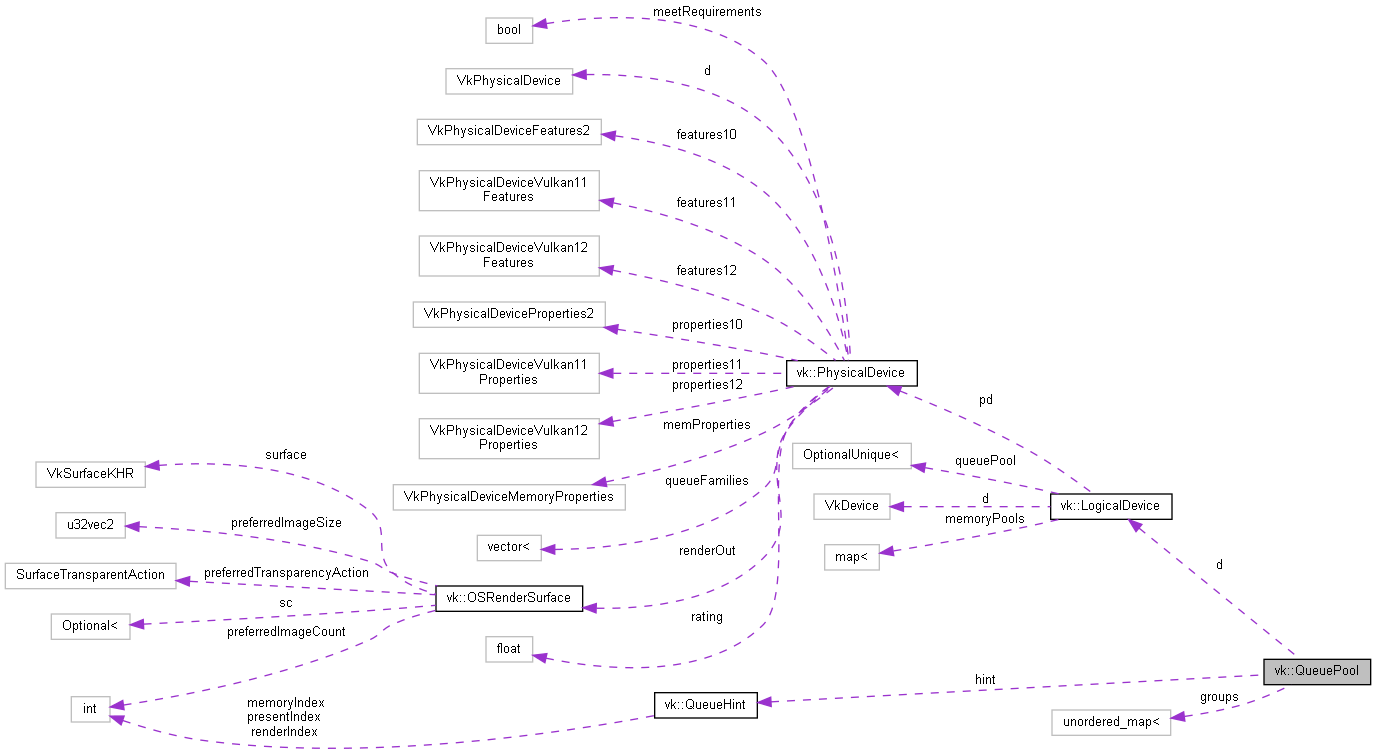 meetRequirements
bool
d
VkPhysicalDevice
VkPhysicalDeviceFeatures2
features10
VkPhysicalDeviceVulkan11
Features
features11
VkPhysicalDeviceVulkan12
Features
features12
VkPhysicalDeviceProperties2
properties10
VkPhysicalDeviceVulkan11
Properties
properties11
vk::PhysicalDevice
properties12
VkPhysicalDeviceVulkan12
Properties
pd
memProperties
VkPhysicalDeviceMemoryProperties
OptionalUnique<
queuePool
surface
VkSurfaceKHR
queueFamilies
vector<
VkDevice
d
vk::LogicalDevice
memoryPools
map<
u32vec2
preferredImageSize
renderOut
SurfaceTransparentAction
preferredTransparencyAction
d
vk::OSRenderSurface
sc
Optional<
preferredImageCount
rating
float
vk::QueuePool
hint
int
memoryIndex
presentIndex
renderIndex
vk::QueueHint
groups
unordered_map<